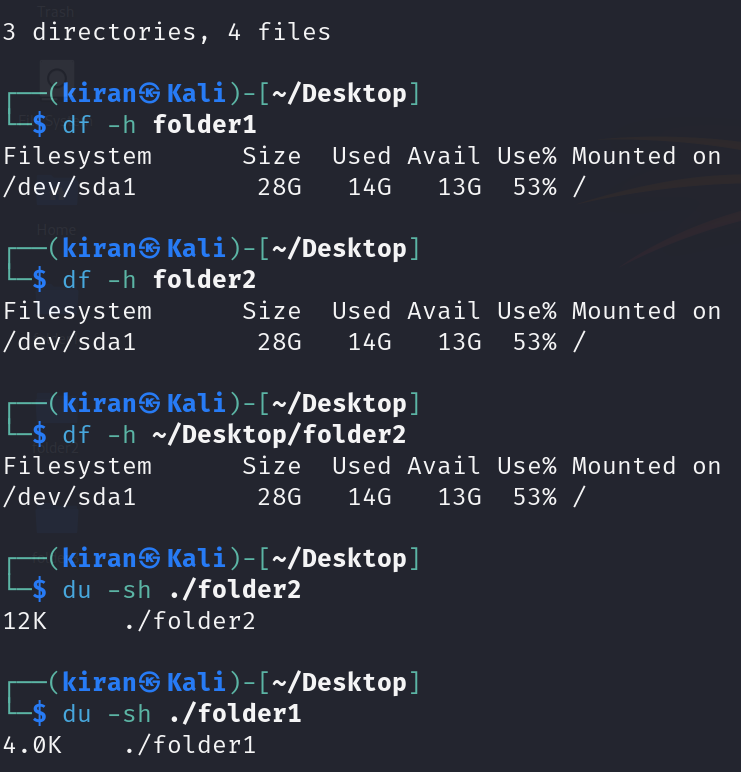 Trash
3 directories, 4 files
┌──(kiran㉿Kali)-[~/Desktop]
└─$ df -h folder1
Filesystem      Size  Used Avail Use% Mounted on
/dev/sda1        28G   14G   13G  53% /
Home
┌──(kiran㉿Kali)-[~/Desktop]
└─$ df -h folder2
Filesystem      Size  Used Avail Use% Mounted on
/dev/sda1        28G   14G   13G  53% /
┌──(kiran㉿Kali)-[~/Desktop]
└─$ df -h ~/Desktop/folder2
Filesystem      Size  Used Avail Use% Mounted on
/dev/sda1        28G   14G   13G  53% /
┌──(kiran㉿Kali)-[~/Desktop]
└─$ du -sh ./folder2
12K     ./folder2
┌──(kiran㉿Kali)-[~/Desktop]
└─$ du -sh ./folder1
4.0K    ./folder1